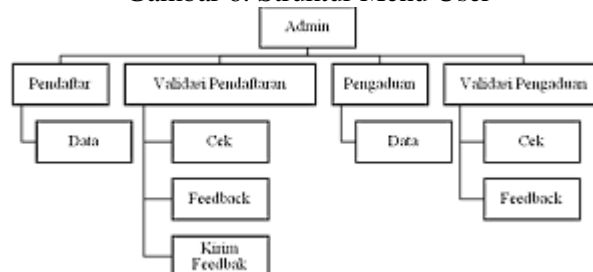 Gambar 6. Struktur Menu User
Admin
Pendaftar
Validasi Pendaftaran
Pengaduan
Validasi Pengaduan
Data
Cek
Data
Cek
Feedback
Feedback
Kirim
Feedbak